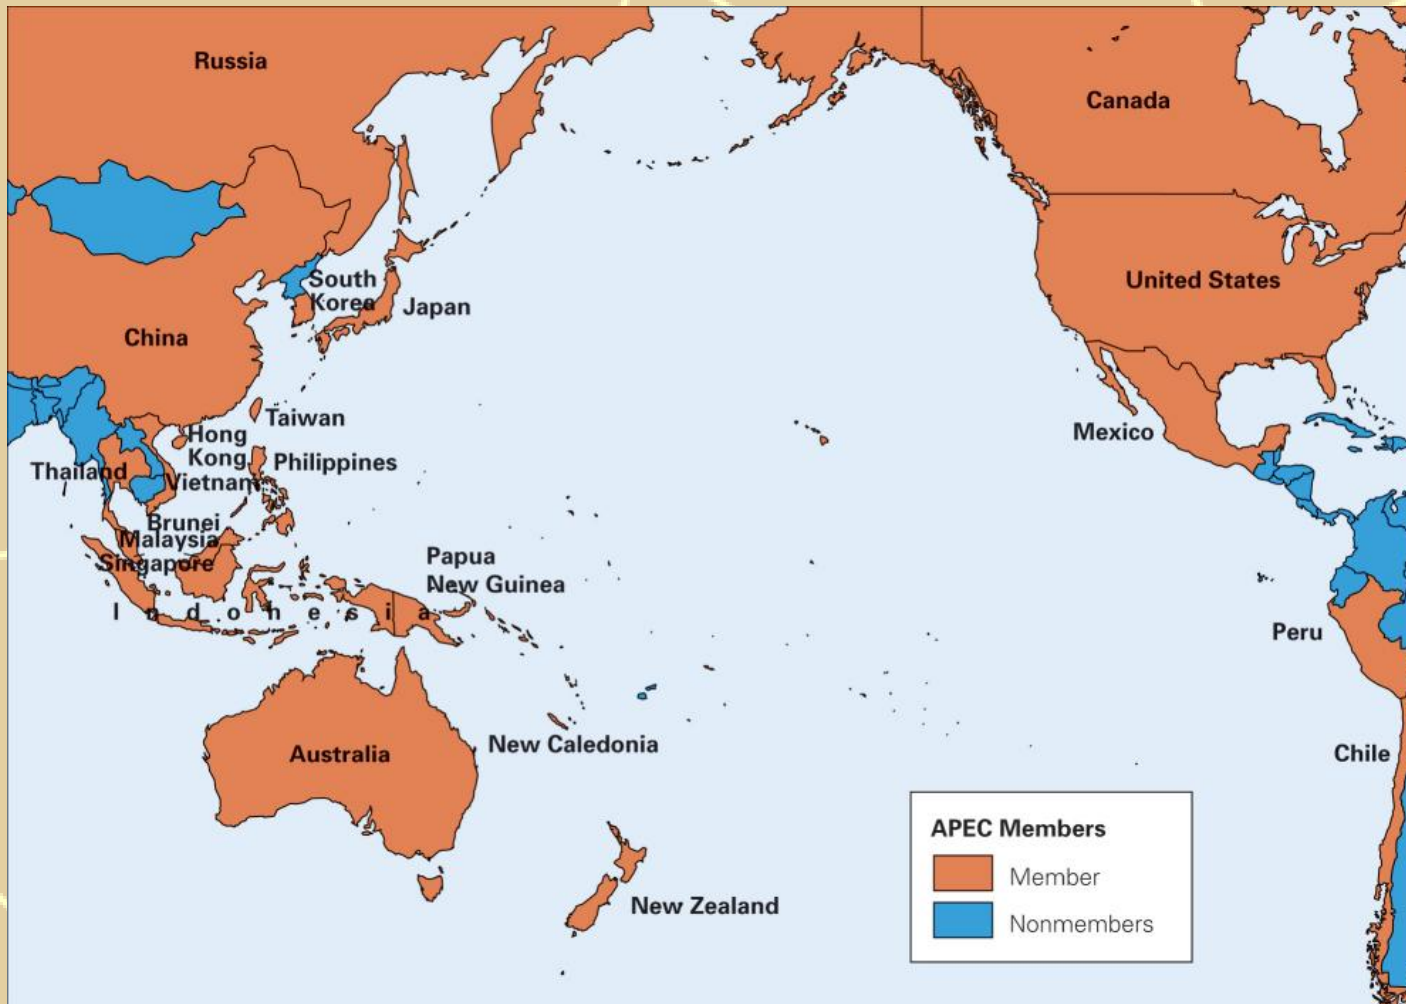 Russia
Canada
South
Korea
Japan
United States
China
Taiwan
Hong
Kong
Mexico
Thailand
Philippines
Vietnam
Brunei
Malaysia
Singapore
Papua
New Guinea
Indonesia
Peru
New Caledonia
Australia
Chile
APEC Members
Member
Nonmembers
New Zealand